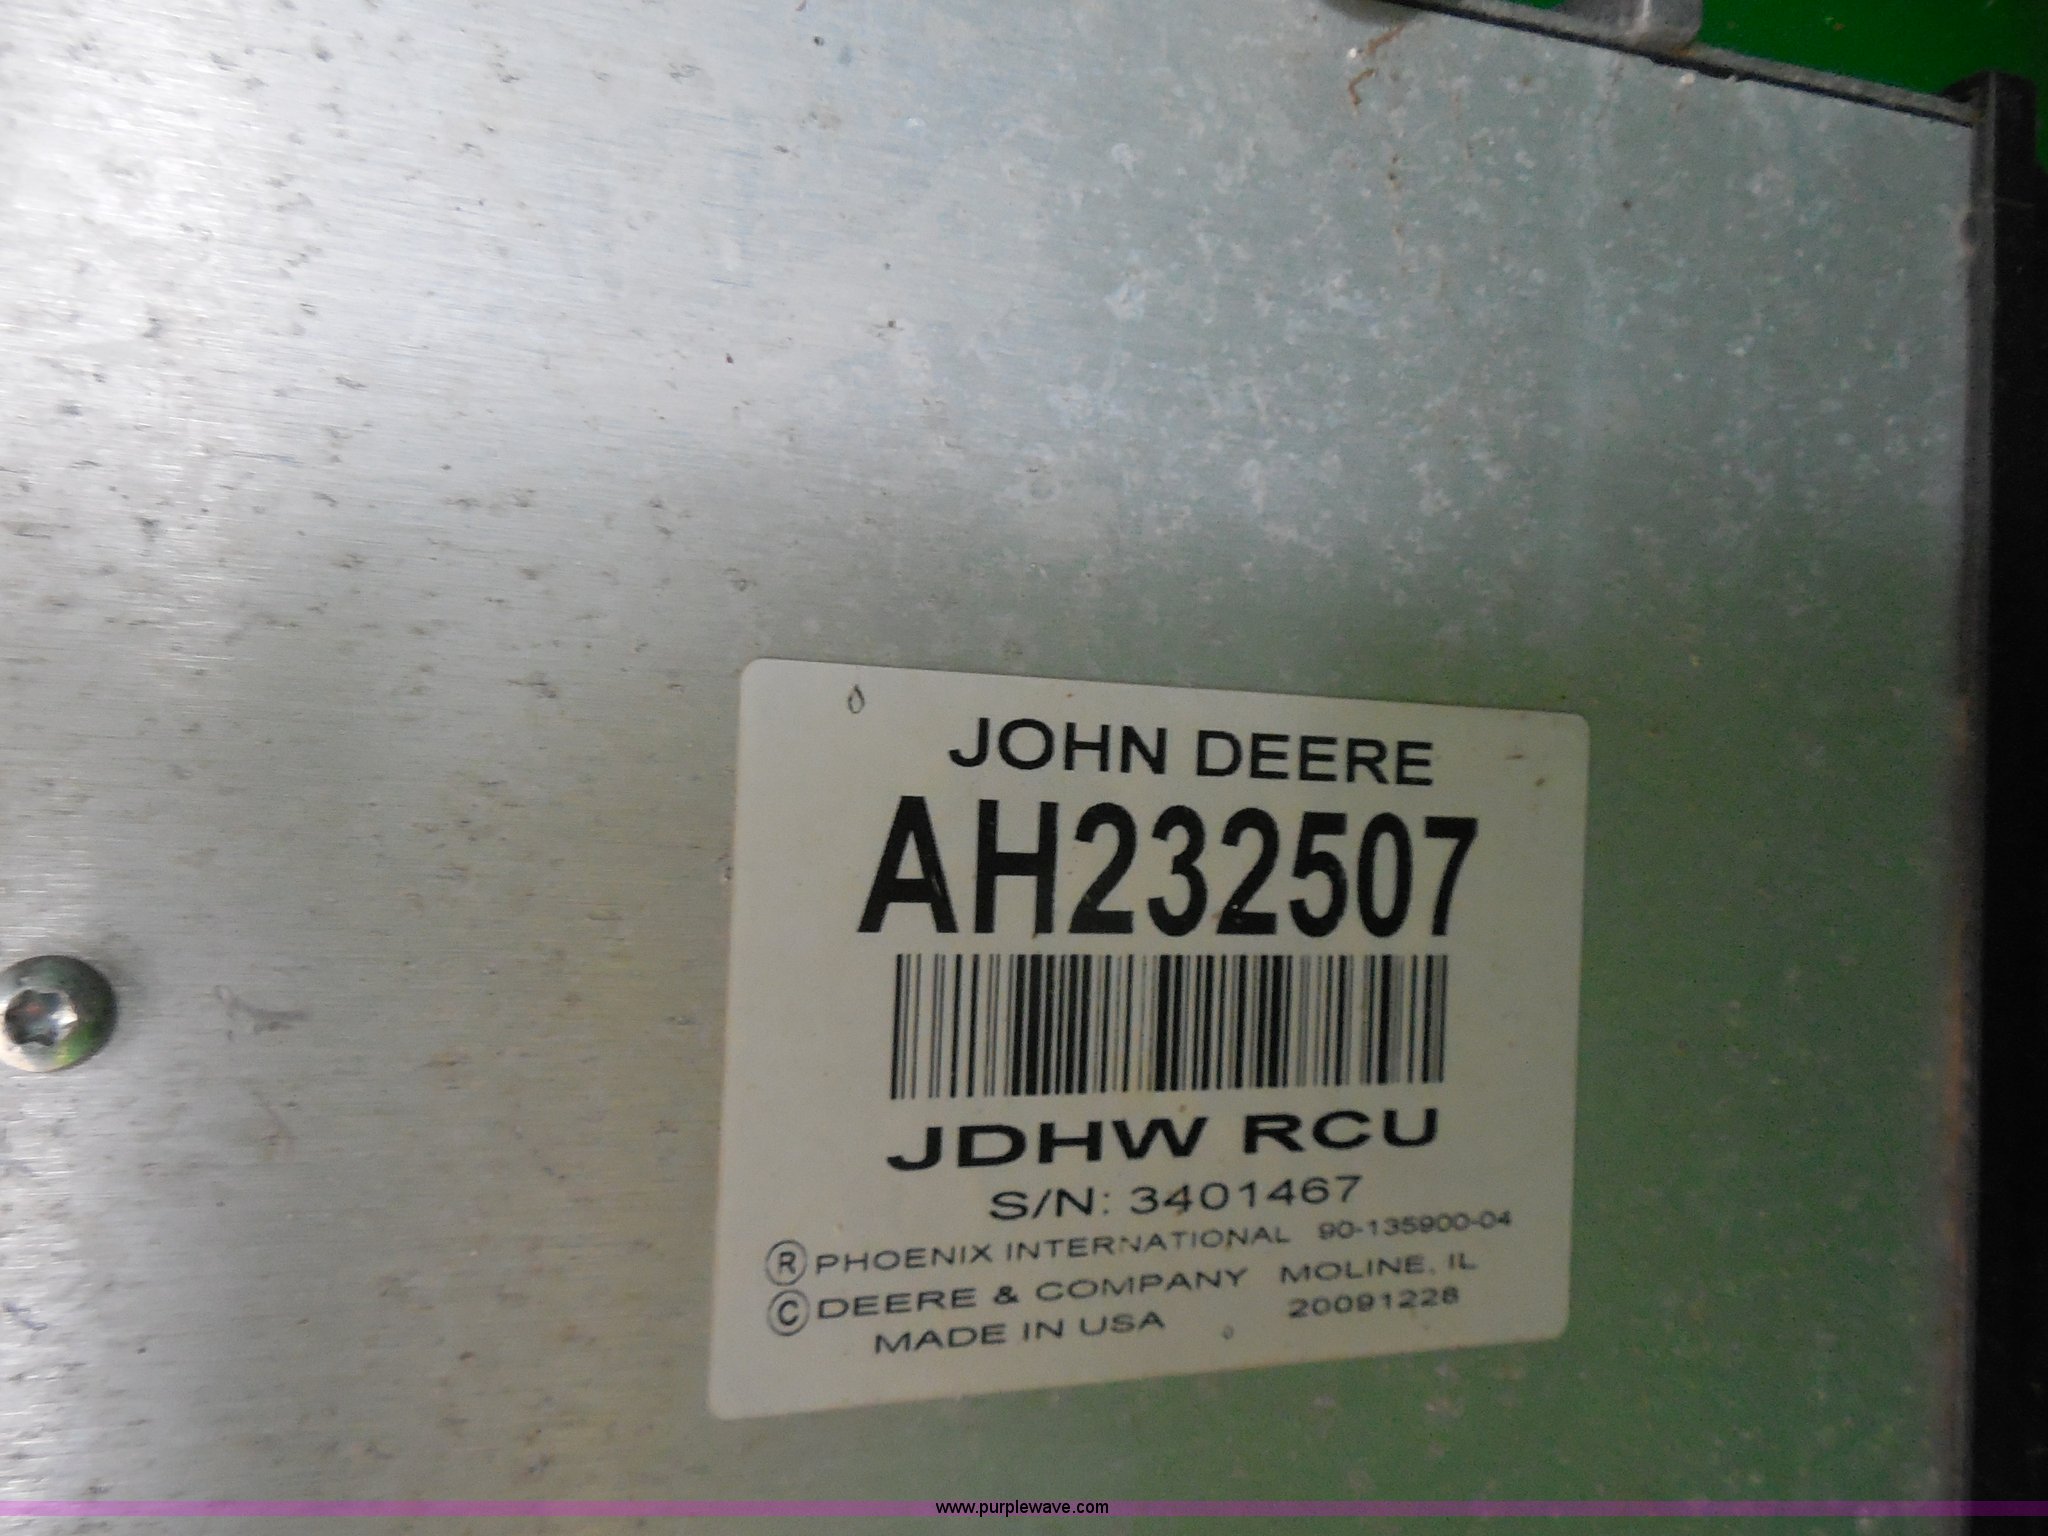 JOHN DEERE
AH232507
JDHW RCU
S/N: 3401467
® PHOENIX INTERNATIONAL 90-135900-04
© DEERE & COMPANY MOLINE, IL
MADE IN USA 20091228
www.purplewave.com